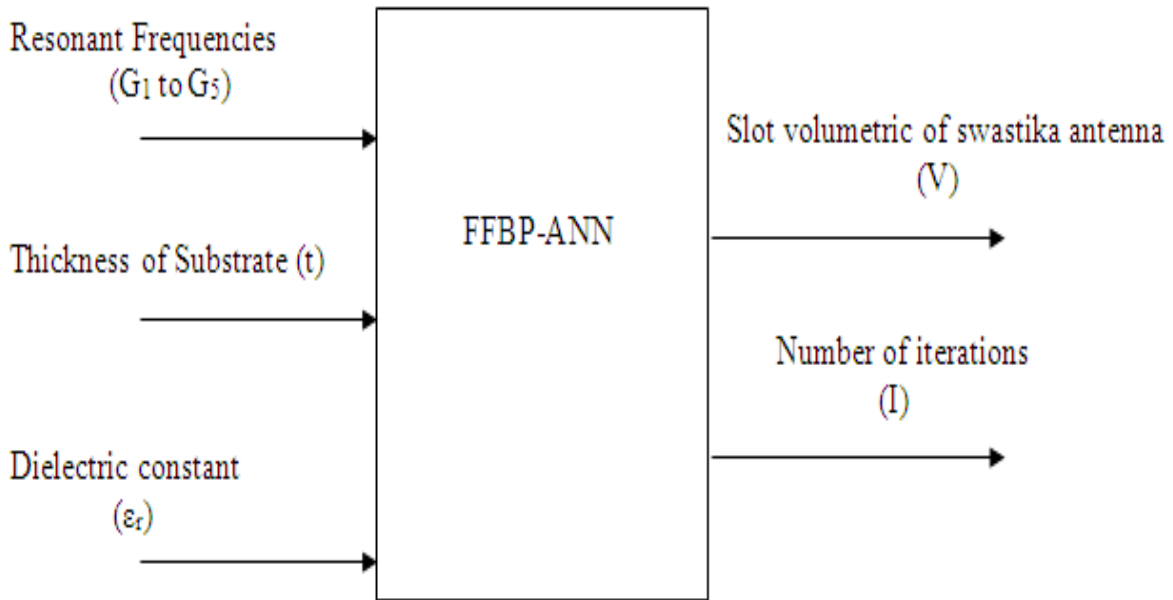 Resonant Frequencies
(G₁ to G₅)
Thickness of Substrate (t)
Dielectric constant
(εᵣ)
FFBP-ANN
Slot volumetric of swastika antenna
(V)
Number of iterations
(I)